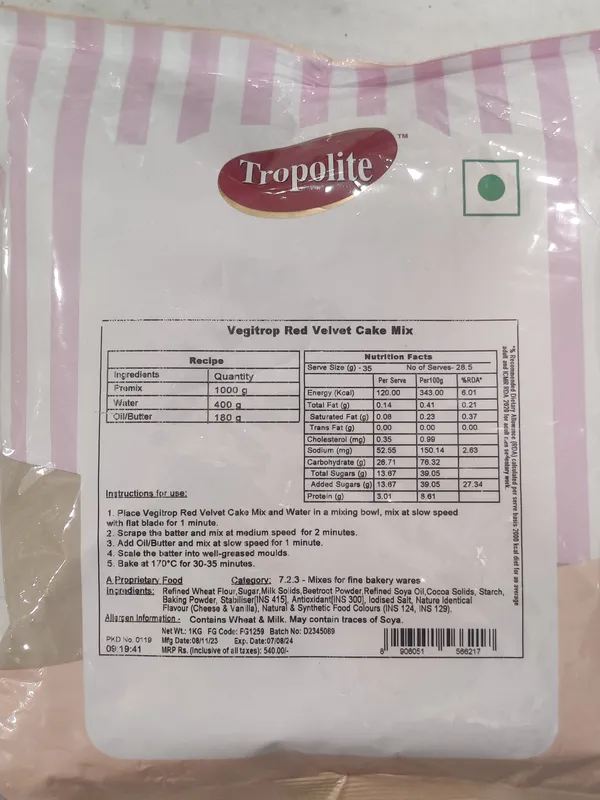 Tropolite TM
Vegitrop Red Velvet Cake Mix
Recipe
Ingredients Quantity
Premix 1000 g
Water 400 g
Oil/Butter 180 g
Nutrition Facts
Serve Size (g) - 35 No of Serves- 28.5
Per Serve Per100g %RDA*
Energy (Kcal) 120.00 343.00 6.01
Total Fat (g) 0.14 0.41 0.21
Saturated Fat (g) 0.08 0.23 0.37
Trans Fat (g) 0.00 0.00 0.00
Cholesterol (mg) 0.35 0.99
Sodium (mg) 52.55 150.14 2.63
Carbohydrate (g) 26.71 76.32
Total Sugars (g) 13.67 39.05
Added Sugars (g) 13.67 39.05 27.34
Protein (g) 3.01 8.61
*% Recommended Dietary Allowance (RDA) calculated per serve basis 2000 kcal diet for an average
adult and ICMR RDA 2020 for adult man sedentary work.
Instructions for use:
1. Place Vegitrop Red Velvet Cake Mix and Water in a mixing bowl, mix at slow speed
with flat blade for 1 minute.
2. Scrape the batter and mix at medium speed for 2 minutes.
3. Add Oil/Butter and mix at slow speed for 1 minute.
4. Scale the batter into well-greased moulds.
5. Bake at 170°C for 30-35 minutes.
A Proprietary Food Category: 7.2.3 - Mixes for fine bakery wares
Ingredients: Refined Wheat Flour,Sugar,Milk Solids,Beetroot Powder,Refined Soya Oil,Cocoa Solids, Starch,
Baking Powder, Stabiliser[INS 415], Antioxidant[INS 300], Iodised Salt, Nature Identical
Flavour (Cheese & Vanilla), Natural & Synthetic Food Colours (INS 124, INS 129).
Allergen Information - Contains Wheat & Milk. May contain traces of Soya.
Net Wt.: 1KG FG Code: FG1259 Batch No: D2345089
PKD No. 0119 Mfg Date:08/11/23 Exp. Date:07/08/24
09:19:41 MRP Rs. (Inclusive of all taxes): 540.00/-
8 908051 566217